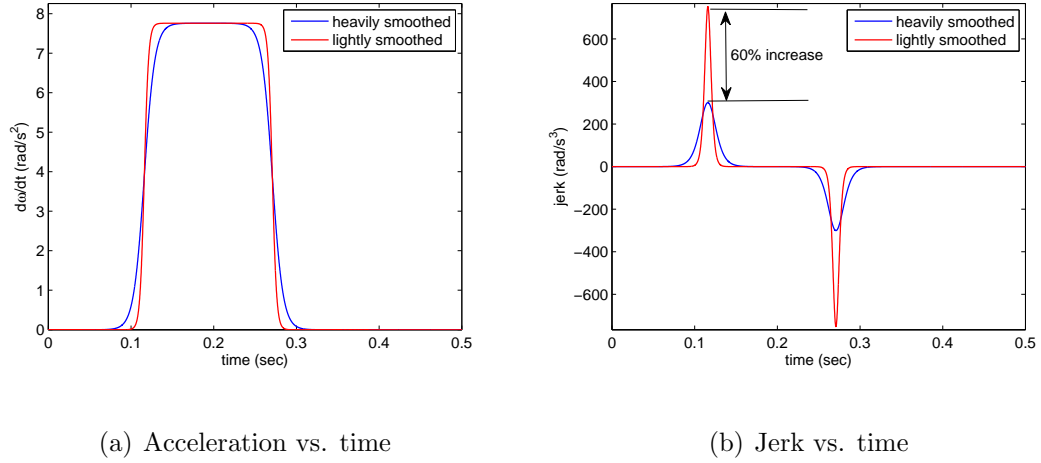 heavily smoothed
lightly smoothed
8
7
6
5
4
3
2
1
0
dω/dt (rad/s²)
0
0.1
0.2
0.3
0.4
0.5
time (sec)
(a) Acceleration vs. time
heavily smoothed
lightly smoothed
60% increase
600
400
200
0
−200
−400
−600
jerk (rad/s³)
0
0.1
0.2
0.3
0.4
0.5
time (sec)
(b) Jerk vs. time